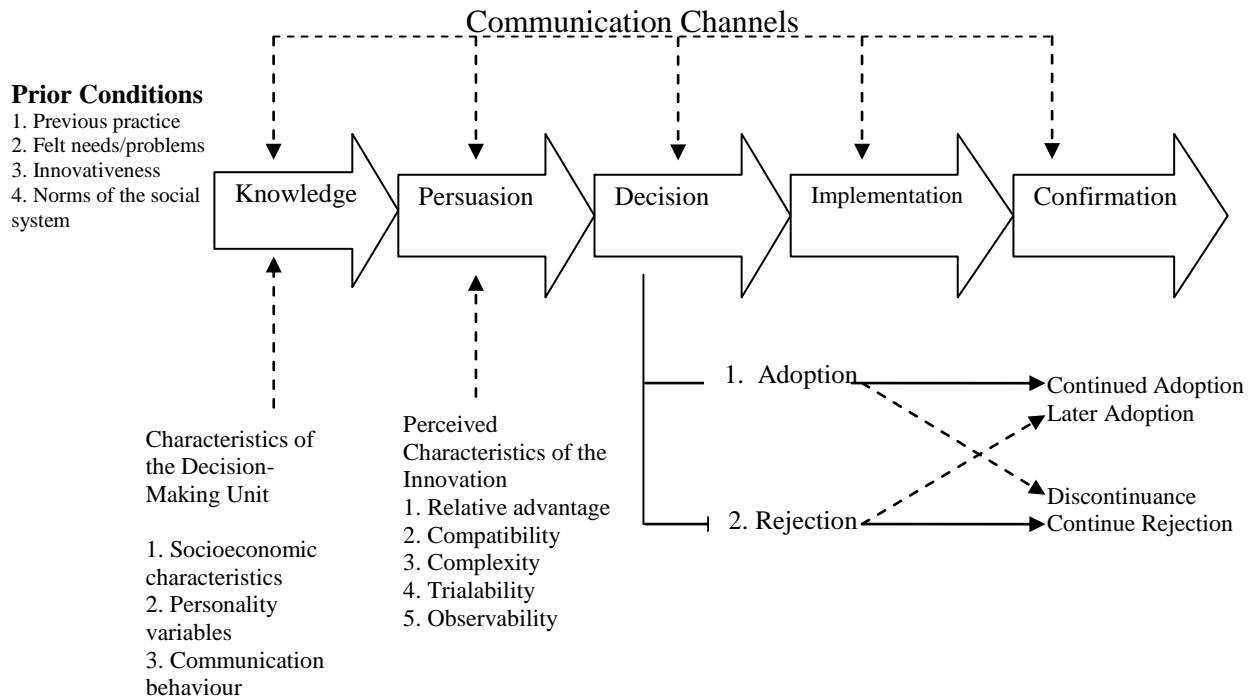 Communication Channels
Prior Conditions
1. Previous practice
2. Felt needs/problems
3. Innovativeness
4. Norms of the social
system
Knowledge
Persuasion
Decision
Implementation
Confirmation
1. Adoption
Continued Adoption
Later Adoption
Discontinuance
2. Rejection
Continue Rejection
Characteristics of
the Decision-
Making Unit
1. Socioeconomic
characteristics
2. Personality
variables
3. Communication
behaviour
Perceived
Characteristics of the
Innovation
1. Relative advantage
2. Compatibility
3. Complexity
4. Trialability
5. Observability